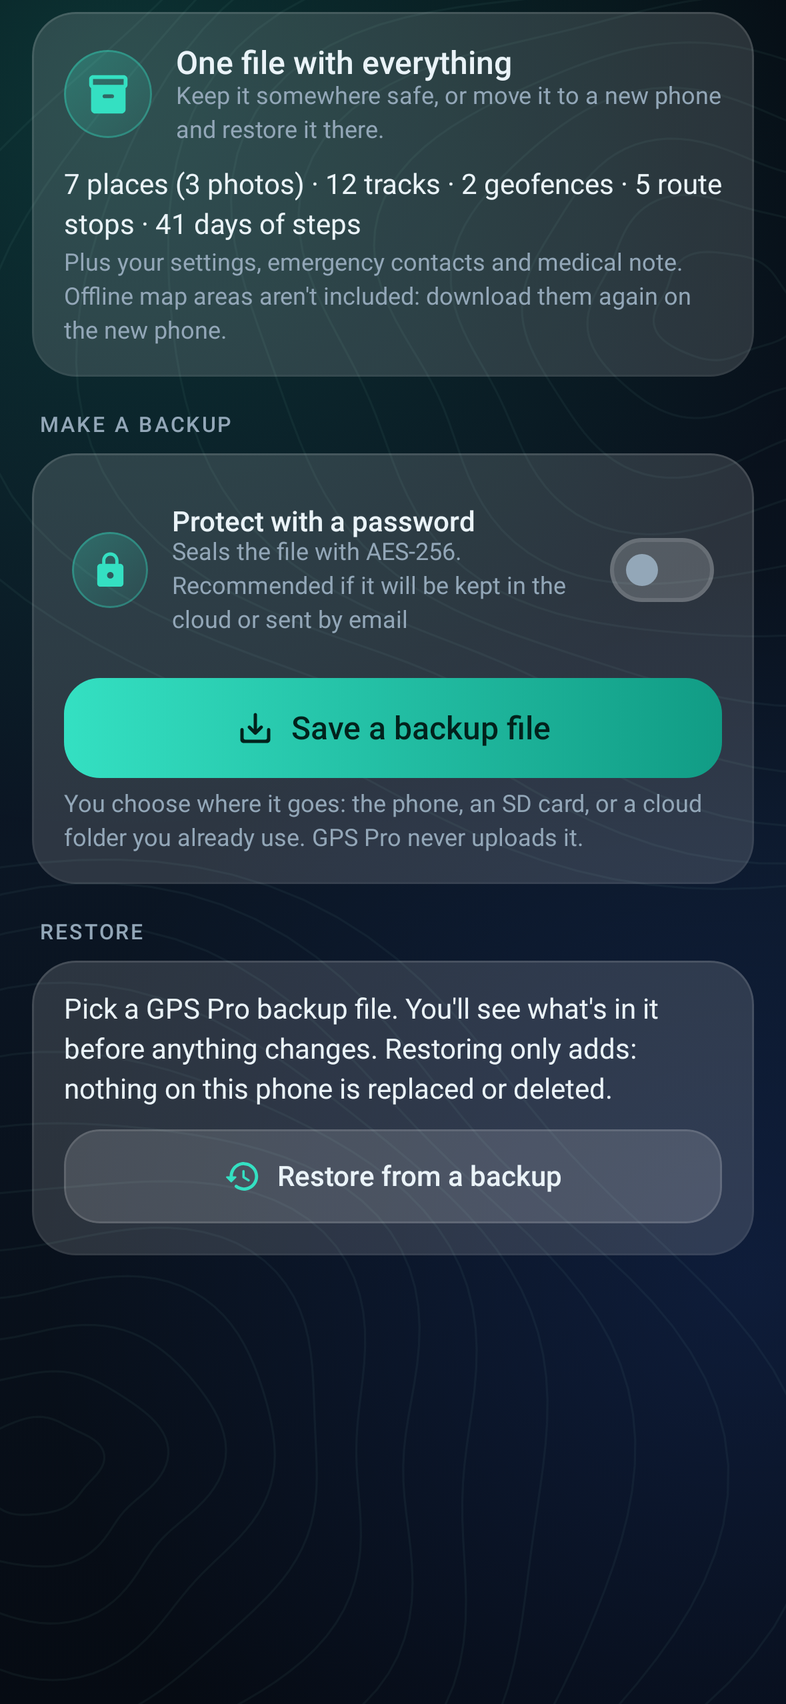 One file with everything
Keep it somewhere safe, or move it to a new phone
and restore it there.
7 places (3 photos) · 12 tracks · 2 geofences · 5 route
stops · 41 days of steps
Plus your settings, emergency contacts and medical note.
Offline map areas aren't included: download them again on
the new phone.
MAKE A BACKUP
Protect with a password
Seals the file with AES-256.
Recommended if it will be kept in the
cloud or sent by email
Save a backup file
You choose where it goes: the phone, an SD card, or a cloud
folder you already use. GPS Pro never uploads it.
RESTORE
Pick a GPS Pro backup file. You'll see what's in it
before anything changes. Restoring only adds:
nothing on this phone is replaced or deleted.
Restore from a backup